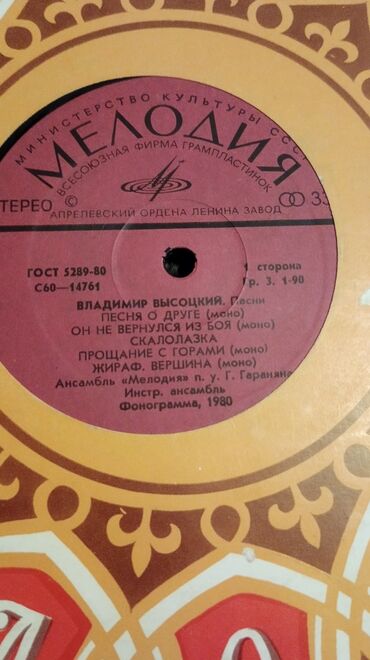 МИНИСТЕРСТВО КУЛЬТУРЫ СССР
МЕЛОДИЯ
ВСЕСОЮЗНАЯ ФИРМА ГРАМПЛАСТИНОК
СТЕРЕО © 33
АПРЕЛЕВСКИЙ ОРДЕНА ЛЕНИНА ЗАВОД
ГОСТ 5289-80 1 сторона
С60—14761 Гр. 3. 1-90
ВЛАДИМИР ВЫСОЦКИЙ. Песни
ПЕСНЯ О ДРУГЕ (моно)
ОН НЕ ВЕРНУЛСЯ ИЗ БОЯ (моно)
СКАЛОЛАЗКА
ПРОЩАНИЕ С ГОРАМИ (моно)
ЖИРАФ. ВЕРШИНА (моно)
Ансамбль «Мелодия» п. у. Г. Гараняна
Инстр. ансамбль
Фонограмма, 1980